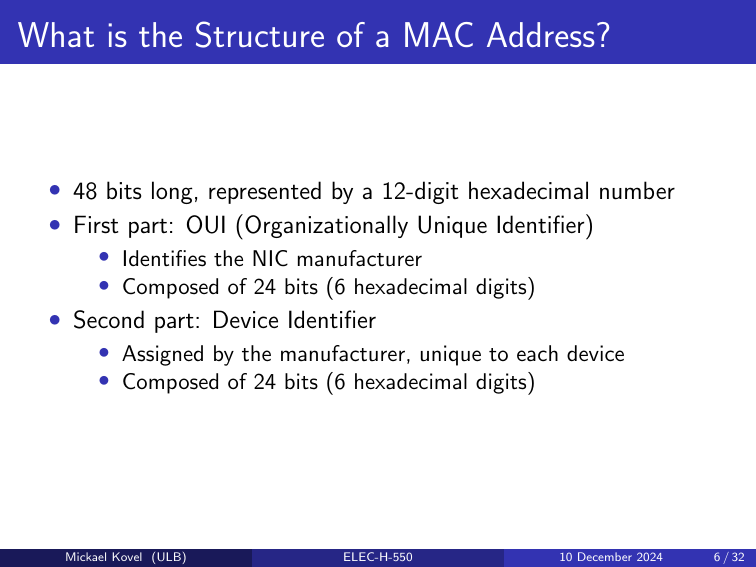 What is the Structure of a MAC Address?
• 48 bits long, represented by a 12-digit hexadecimal number
• First part: OUI (Organizationally Unique Identifier)
• Identifies the NIC manufacturer
• Composed of 24 bits (6 hexadecimal digits)
• Second part: Device Identifier
• Assigned by the manufacturer, unique to each device
• Composed of 24 bits (6 hexadecimal digits)
Mickael Kovel (ULB) ELEC-H-550 10 December 2024 6 / 32